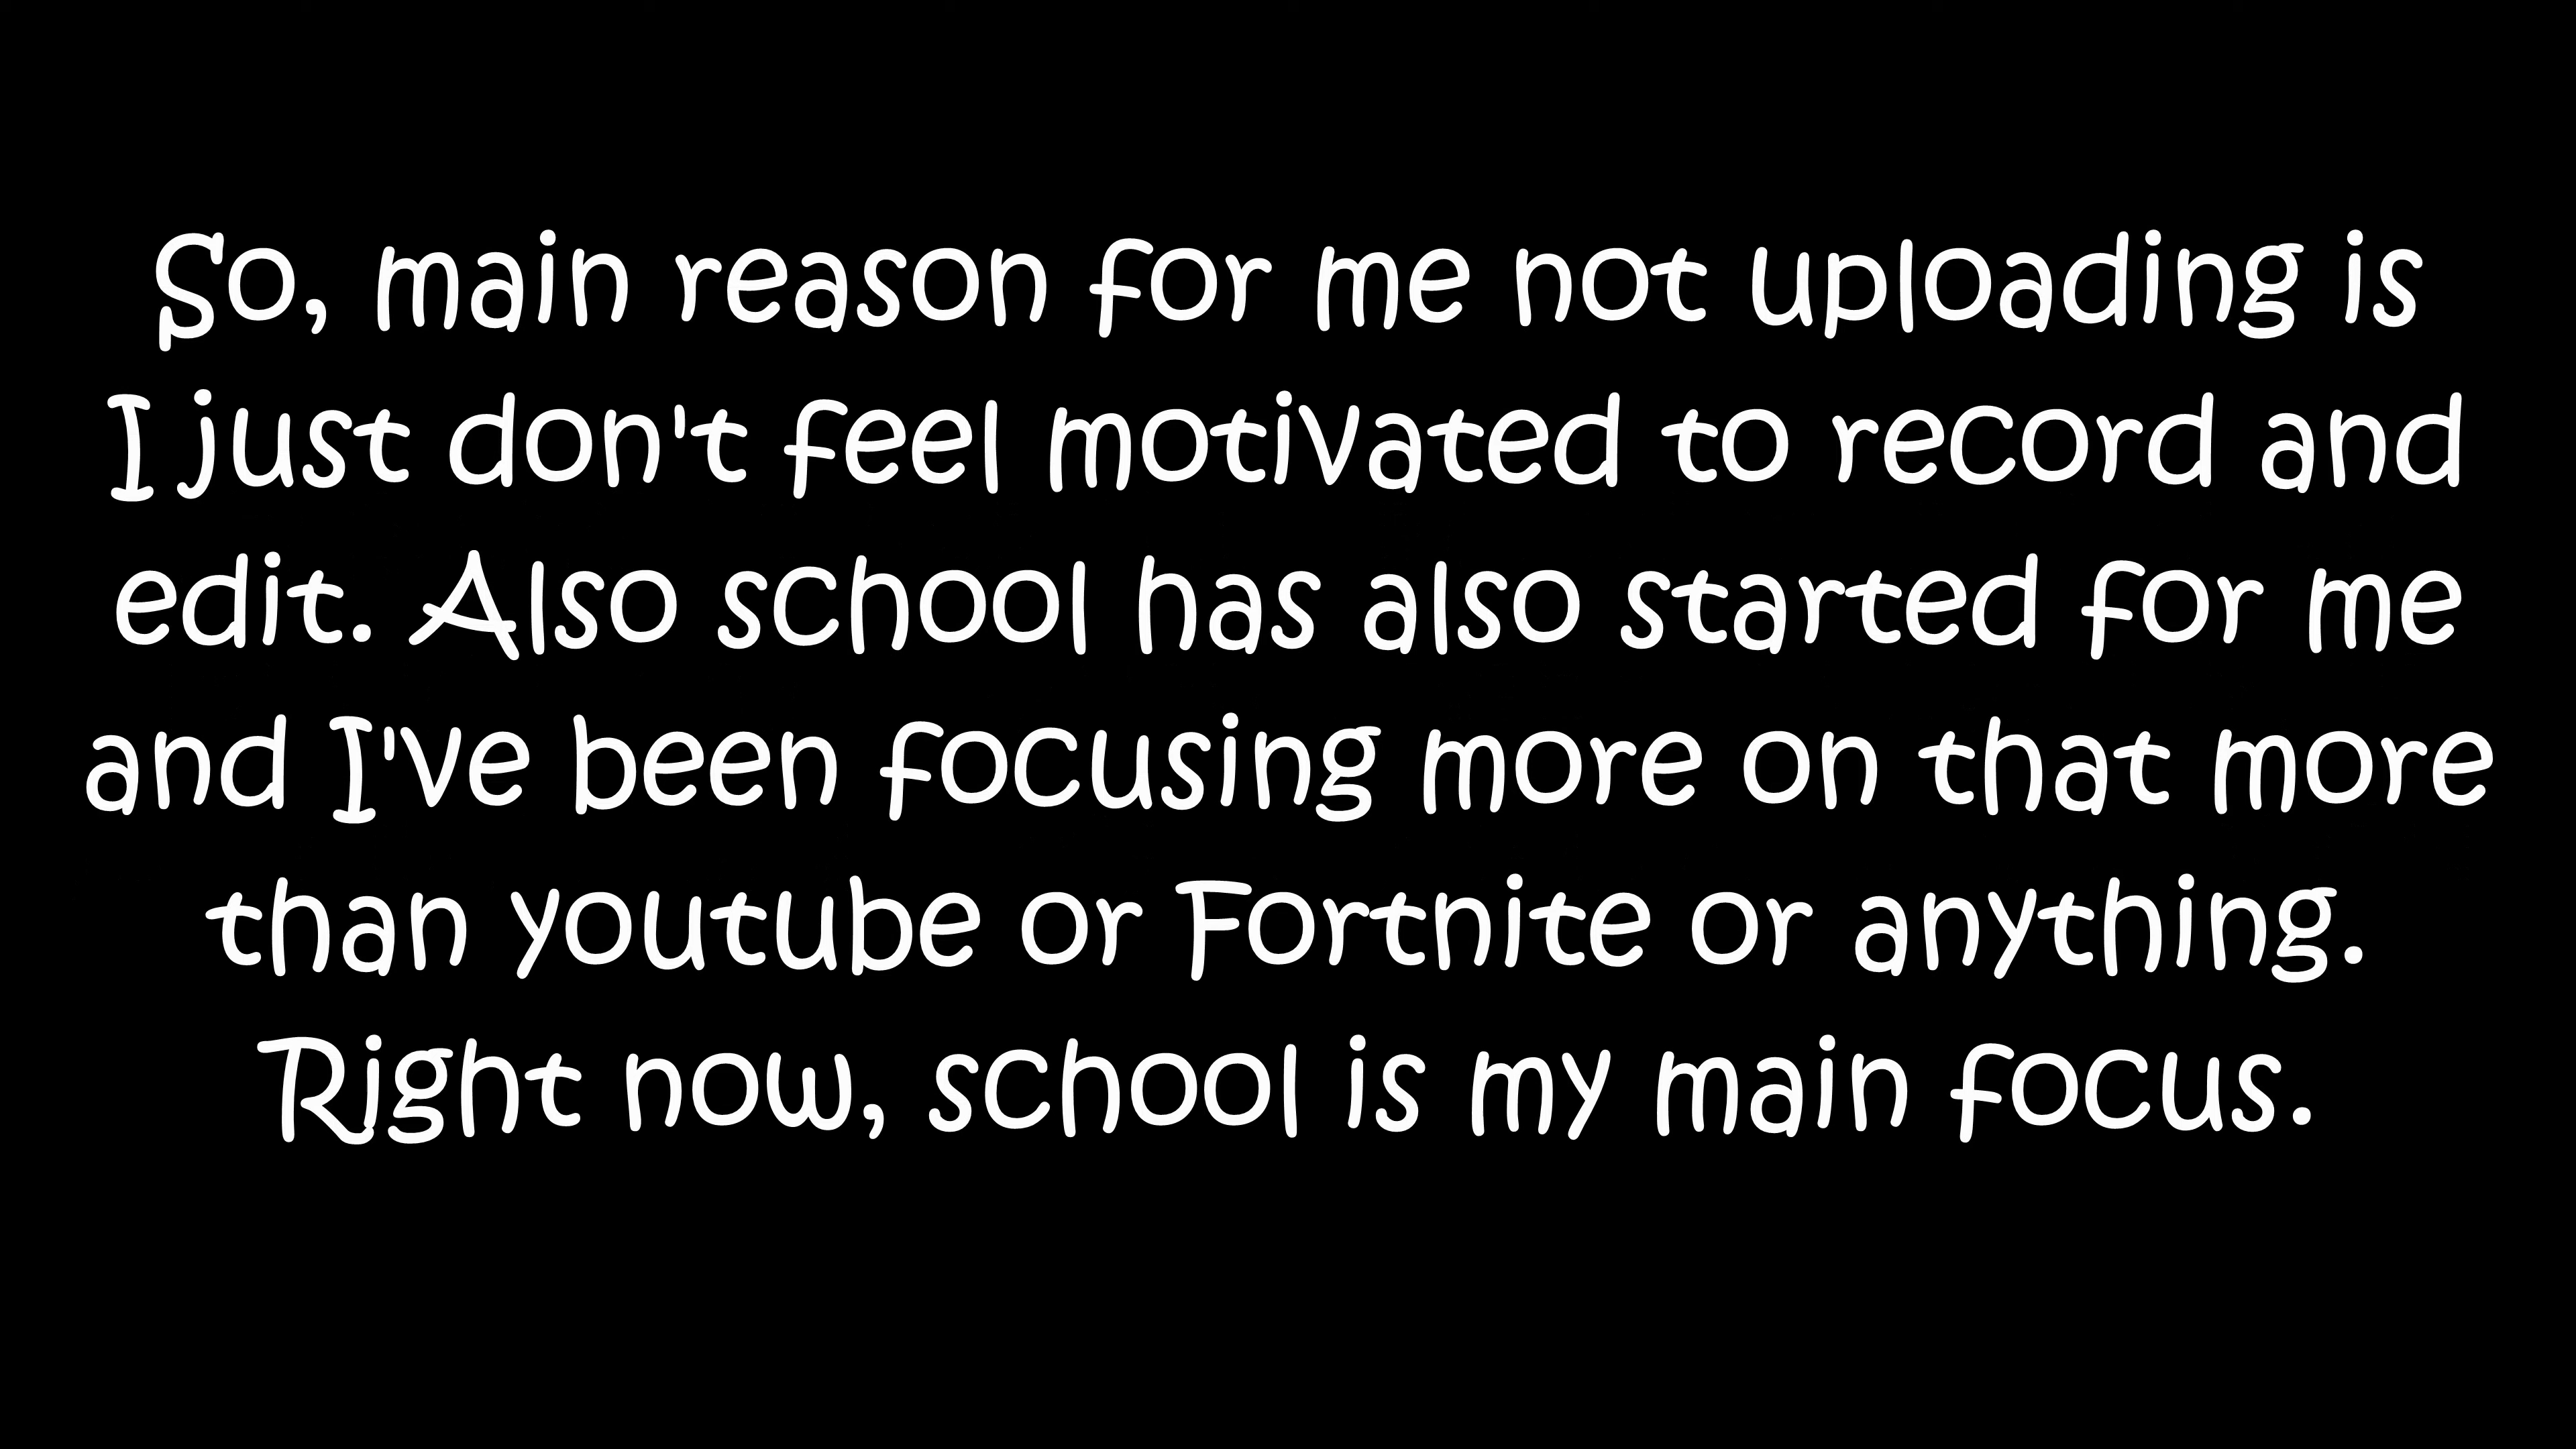 So, main reason for me not uploading is
I just don't feel motivated to record and
edit. Also school has also started for me
and I've been focusing more on that more
than youtube or Fortnite or anything.
Right now, school is my main focus.